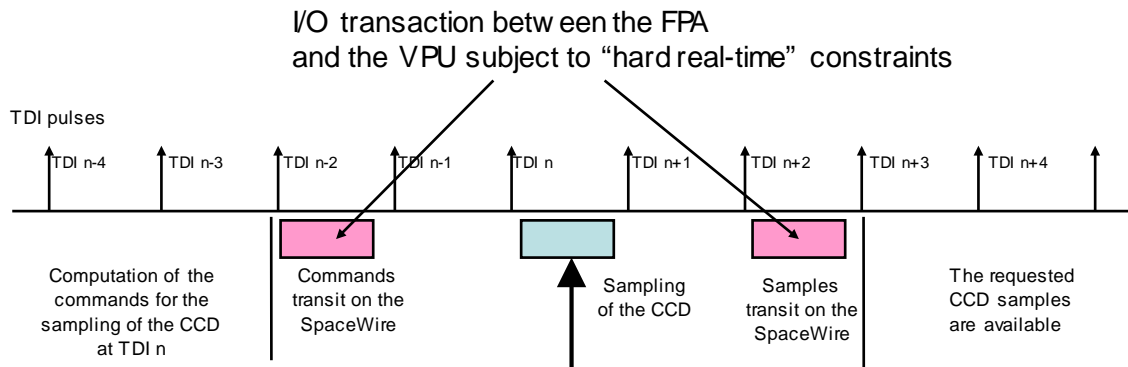 I/O transaction between the FPA
and the VPU subject to “hard real-time” constraints
TDI pulses
TDI n-4
TDI n-3
TDI n-2
TDI n-1
TDI n
TDI n+1
TDI n+2
TDI n+3
TDI n+4
Computation of the
commands for the
sampling of the CCD
at TDI n
Commands
transit on the
SpaceWire
Sampling
of the CCD
Samples
transit on the
SpaceWire
The requested
CCD samples
are available